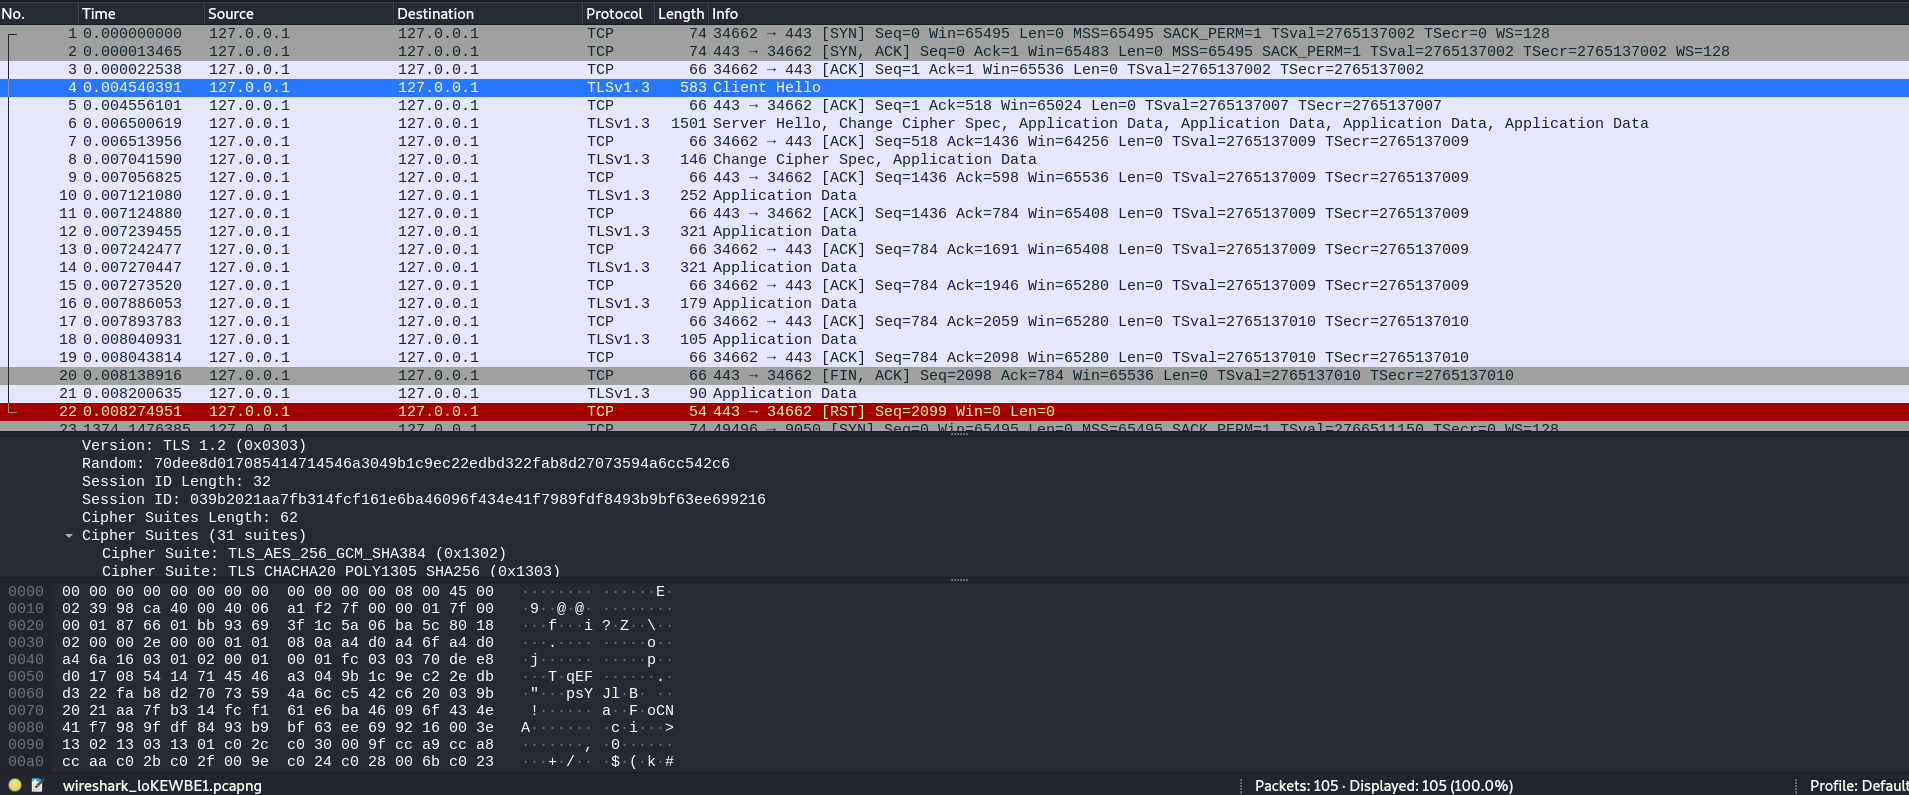 No. Time Source Destination Protocol Length Info
1 0.000000000 127.0.0.1 127.0.0.1 TCP 74 34662 → 443 [SYN] Seq=0 Win=65495 Len=0 MSS=65495 SACK_PERM=1 TSval=2765137002 TSecr=0 WS=128
2 0.000013465 127.0.0.1 127.0.0.1 TCP 74 443 → 34662 [SYN, ACK] Seq=0 Ack=1 Win=65483 Len=0 MSS=65495 SACK_PERM=1 TSval=2765137002 TSecr=2765137002 WS=128
3 0.000022538 127.0.0.1 127.0.0.1 TCP 66 34662 → 443 [ACK] Seq=1 Ack=1 Win=65536 Len=0 TSval=2765137002 TSecr=2765137002
4 0.004540391 127.0.0.1 127.0.0.1 TLSv1.3 583 Client Hello
5 0.004556101 127.0.0.1 127.0.0.1 TCP 66 443 → 34662 [ACK] Seq=1 Ack=518 Win=65024 Len=0 TSval=2765137007 TSecr=2765137007
6 0.006500619 127.0.0.1 127.0.0.1 TLSv1.3 1501 Server Hello, Change Cipher Spec, Application Data, Application Data, Application Data, Application Data
7 0.006513956 127.0.0.1 127.0.0.1 TCP 66 34662 → 443 [ACK] Seq=518 Ack=1436 Win=64256 Len=0 TSval=2765137009 TSecr=2765137009
8 0.007041590 127.0.0.1 127.0.0.1 TLSv1.3 146 Change Cipher Spec, Application Data
9 0.007056825 127.0.0.1 127.0.0.1 TCP 66 443 → 34662 [ACK] Seq=1436 Ack=598 Win=65536 Len=0 TSval=2765137009 TSecr=2765137009
10 0.007121080 127.0.0.1 127.0.0.1 TLSv1.3 252 Application Data
11 0.007124880 127.0.0.1 127.0.0.1 TCP 66 443 → 34662 [ACK] Seq=1436 Ack=784 Win=65408 Len=0 TSval=2765137009 TSecr=2765137009
12 0.007239455 127.0.0.1 127.0.0.1 TLSv1.3 321 Application Data
13 0.007242477 127.0.0.1 127.0.0.1 TCP 66 34662 → 443 [ACK] Seq=784 Ack=1691 Win=65408 Len=0 TSval=2765137009 TSecr=2765137009
14 0.007270447 127.0.0.1 127.0.0.1 TLSv1.3 321 Application Data
15 0.007273520 127.0.0.1 127.0.0.1 TCP 66 34662 → 443 [ACK] Seq=784 Ack=1946 Win=65280 Len=0 TSval=2765137009 TSecr=2765137009
16 0.007886053 127.0.0.1 127.0.0.1 TLSv1.3 179 Application Data
17 0.007893783 127.0.0.1 127.0.0.1 TCP 66 34662 → 443 [ACK] Seq=784 Ack=2059 Win=65280 Len=0 TSval=2765137010 TSecr=2765137010
18 0.008040931 127.0.0.1 127.0.0.1 TLSv1.3 105 Application Data
19 0.008043814 127.0.0.1 127.0.0.1 TCP 66 34662 → 443 [ACK] Seq=784 Ack=2098 Win=65280 Len=0 TSval=2765137010 TSecr=2765137010
20 0.008138916 127.0.0.1 127.0.0.1 TCP 66 443 → 34662 [FIN, ACK] Seq=2098 Ack=784 Win=65536 Len=0 TSval=2765137010 TSecr=2765137010
21 0.008200635 127.0.0.1 127.0.0.1 TLSv1.3 90 Application Data
22 0.008274951 127.0.0.1 127.0.0.1 TCP 54 443 → 34662 [RST] Seq=2099 Win=0 Len=0
23 1374.1476385 127.0.0.1 127.0.0.1 TCP 74 49496 → 9050 [SYN] Seq=0 Win=65495 Len=0 MSS=65495 SACK_PERM=1 TSval=2766511150 TSecr=0 WS=128
Version: TLS 1.2 (0x0303)
Random: 70dee8d017085414714546a3049b1c9ec22edbd322fab8d27073594a6cc542c6
Session ID Length: 32
Session ID: 039b2021aa7fb314fcf161e6ba46096f434e41f7989fdf8493b9bf63ee699216
Cipher Suites Length: 62
Cipher Suites (31 suites)
Cipher Suite: TLS_AES_256_GCM_SHA384 (0x1302)
Cipher Suite: TLS_CHACHA20_POLY1305_SHA256 (0x1303)
0000 00 00 00 00 00 00 00 00 00 00 00 00 08 00 45 00 ········ ······E·
0010 02 39 98 ca 40 00 40 06 a1 f2 7f 00 00 01 7f 00 ·9··@·@· ········
0020 00 01 87 66 01 bb 93 69 3f 1c 5a 06 ba 5c 80 18 ···f···i ?·Z··\··
0030 02 00 00 2e 00 00 01 01 08 0a a4 d0 a4 6f a4 d0 ···.···· ·····o··
0040 a4 6a 16 03 01 02 00 01 00 01 fc 03 03 70 de e8 ·j······ ·····p··
0050 d0 17 08 54 14 71 45 46 a3 04 9b 1c 9e c2 2e db ···T·qEF ······.·
0060 d3 22 fa b8 d2 70 73 59 4a 6c c5 42 c6 20 03 9b ·"···psY Jl·B· ··
0070 20 21 aa 7f b3 14 fc f1 61 e6 ba 46 09 6f 43 4e  !······ a··F·oCN
0080 41 f7 98 9f df 84 93 b9 bf 63 ee 69 92 16 00 3e A······· ·c·i···>
0090 13 02 13 03 13 01 c0 2c c0 30 00 9f cc a9 cc a8 ·······, ·0······
00a0 cc aa c0 2b c0 2f 00 9e c0 24 c0 28 00 6b c0 23 ···+·/·· ·$·(·k·#
wireshark_loKEWBE1.pcapng Packets: 105 · Displayed: 105 (100.0%) Profile: Default